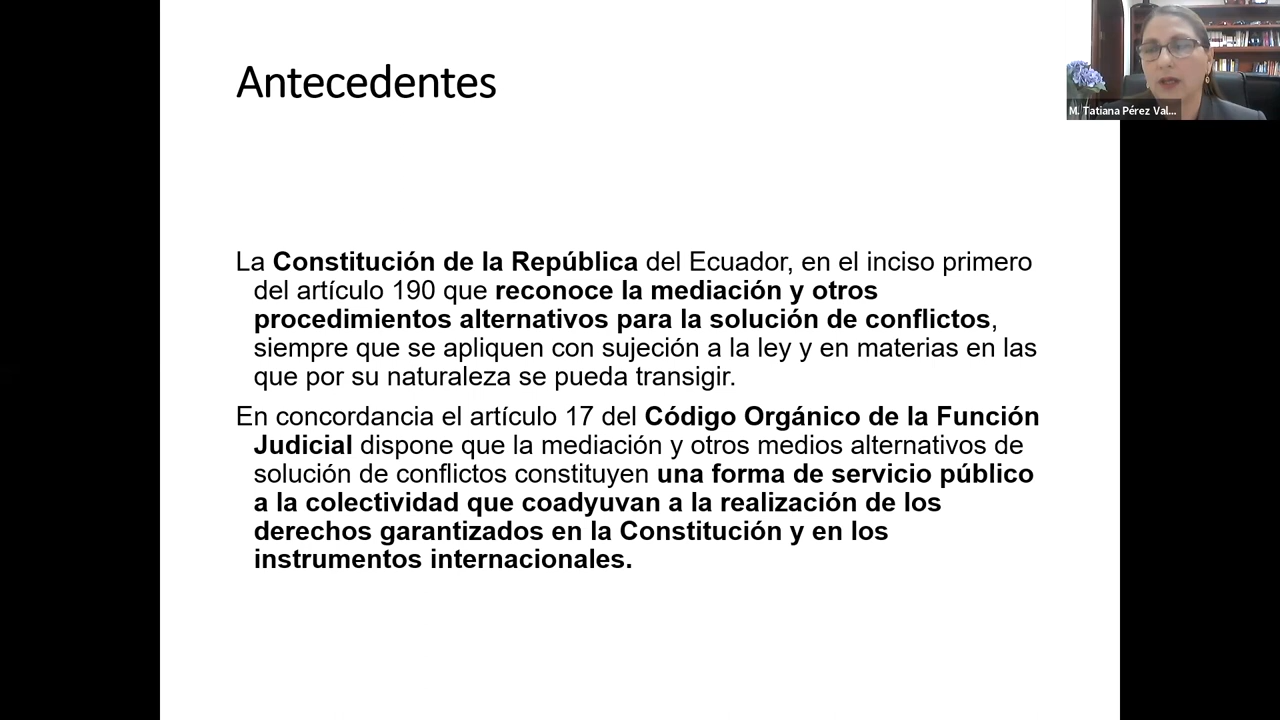 Antecedentes
M. Tatiana Pérez Val...
La Constitución de la República del Ecuador, en el inciso primero
del artículo 190 que reconoce la mediación y otros
procedimientos alternativos para la solución de conflictos,
siempre que se apliquen con sujeción a la ley y en materias en las
que por su naturaleza se pueda transigir.
En concordancia el artículo 17 del Código Orgánico de la Función
Judicial dispone que la mediación y otros medios alternativos de
solución de conflictos constituyen una forma de servicio público
a la colectividad que coadyuvan a la realización de los
derechos garantizados en la Constitución y en los
instrumentos internacionales.